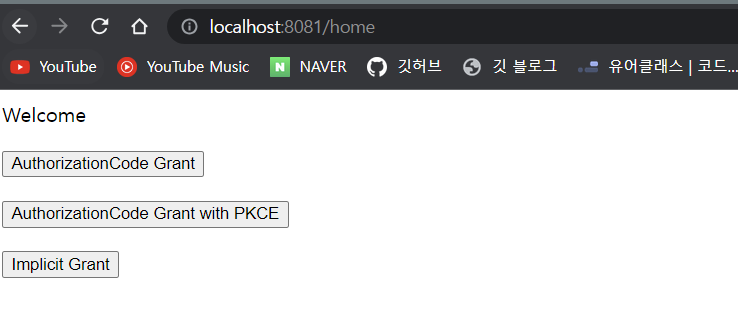 localhost:8081/home
YouTube YouTube Music NAVER 깃허브 깃 블로그 유어클래스 | 코드...
Welcome
AuthorizationCode Grant
AuthorizationCode Grant with PKCE
Implicit Grant